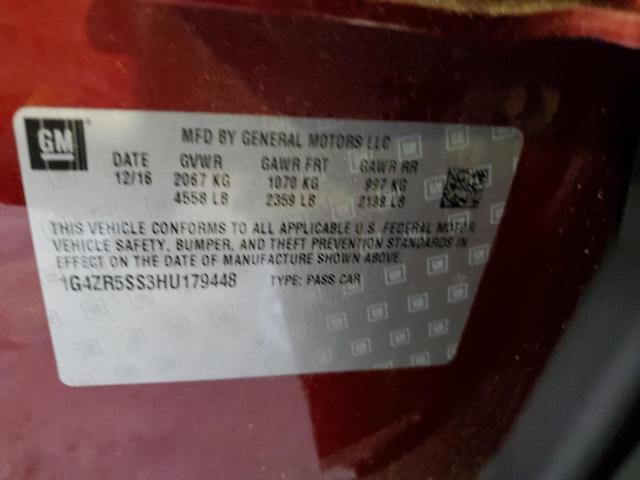 GM ® MFD BY GENERAL MOTORS LLC
DATE GVWR GAWR FRT GAWR RR
12/16 2067 KG 1070 KG 997 KG
4558 LB 2359 LB 2198 LB
THIS VEHICLE CONFORMS TO ALL APPLICABLE U.S. FEDERAL MOTOR
VEHICLE SAFETY, BUMPER, AND THEFT PREVENTION STANDARDS IN
EFFECT ON THE DATE OF MANUFACTURE SHOWN ABOVE.
1G4ZR5SS3HU179448 TYPE: PASS CAR